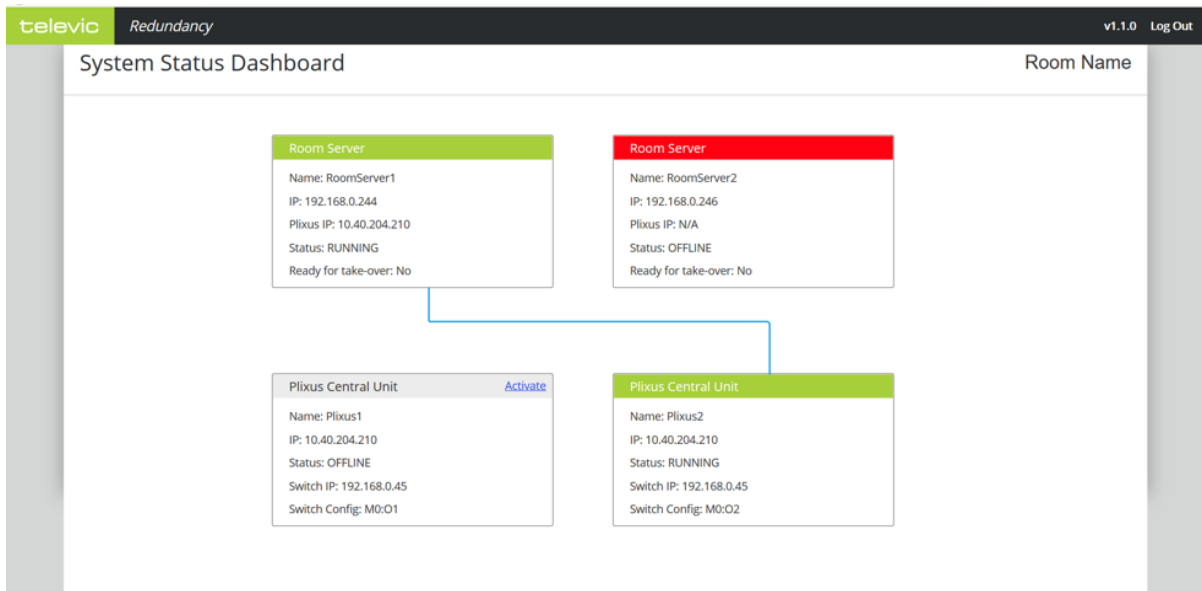 televic Redundancy v1.1.0 Log Out
System Status Dashboard Room Name
Room Server
Name: RoomServer1
IP: 192.168.0.244
Plixus IP: 10.40.204.210
Status: RUNNING
Ready for take-over: No
Room Server
Name: RoomServer2
IP: 192.168.0.246
Plixus IP: N/A
Status: OFFLINE
Ready for take-over: No
Plixus Central Unit Activate
Name: Plixus1
IP: 10.40.204.210
Status: OFFLINE
Switch IP: 192.168.0.45
Switch Config: M0:O1
Plixus Central Unit
Name: Plixus2
IP: 10.40.204.210
Status: RUNNING
Switch IP: 192.168.0.45
Switch Config: M0:O2